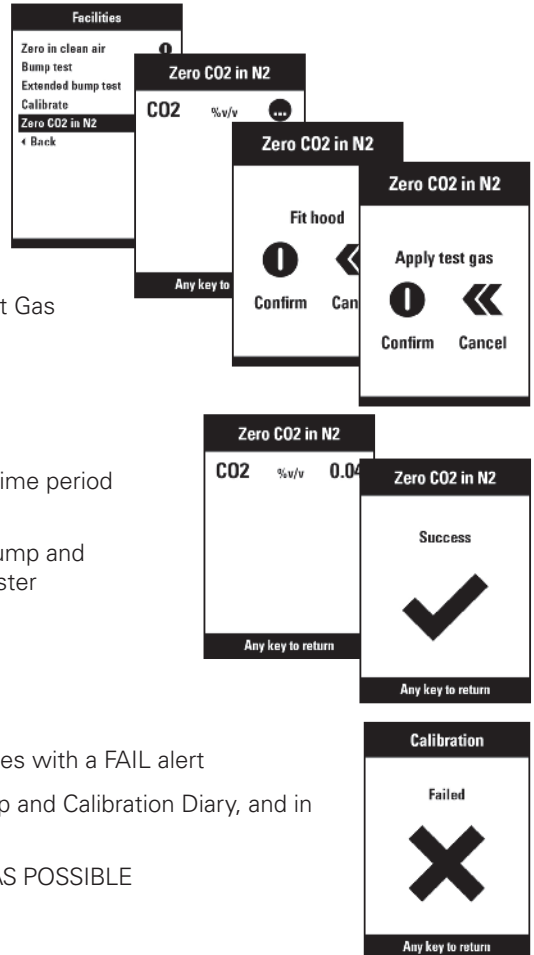 Facilities
Zero in clean air
Bump test
Extended bump test
Calibrate
Zero CO2 in N2
Back
Zero CO2 in N2
CO2 %v/v
Any key to
Zero CO2 in N2
Fit hood
Confirm
Zero CO2 in N2
Apply test gas
Confirm Cancel
t Gas
Zero CO2 in N2
CO2 %v/v 0.04
Any key to return
ime period
ump and
ster
Zero CO2 in N2
Success
Any key to return
es with a FAIL alert
p and Calibration Diary, and in
AS POSSIBLE
Calibration
Failed
Any key to return